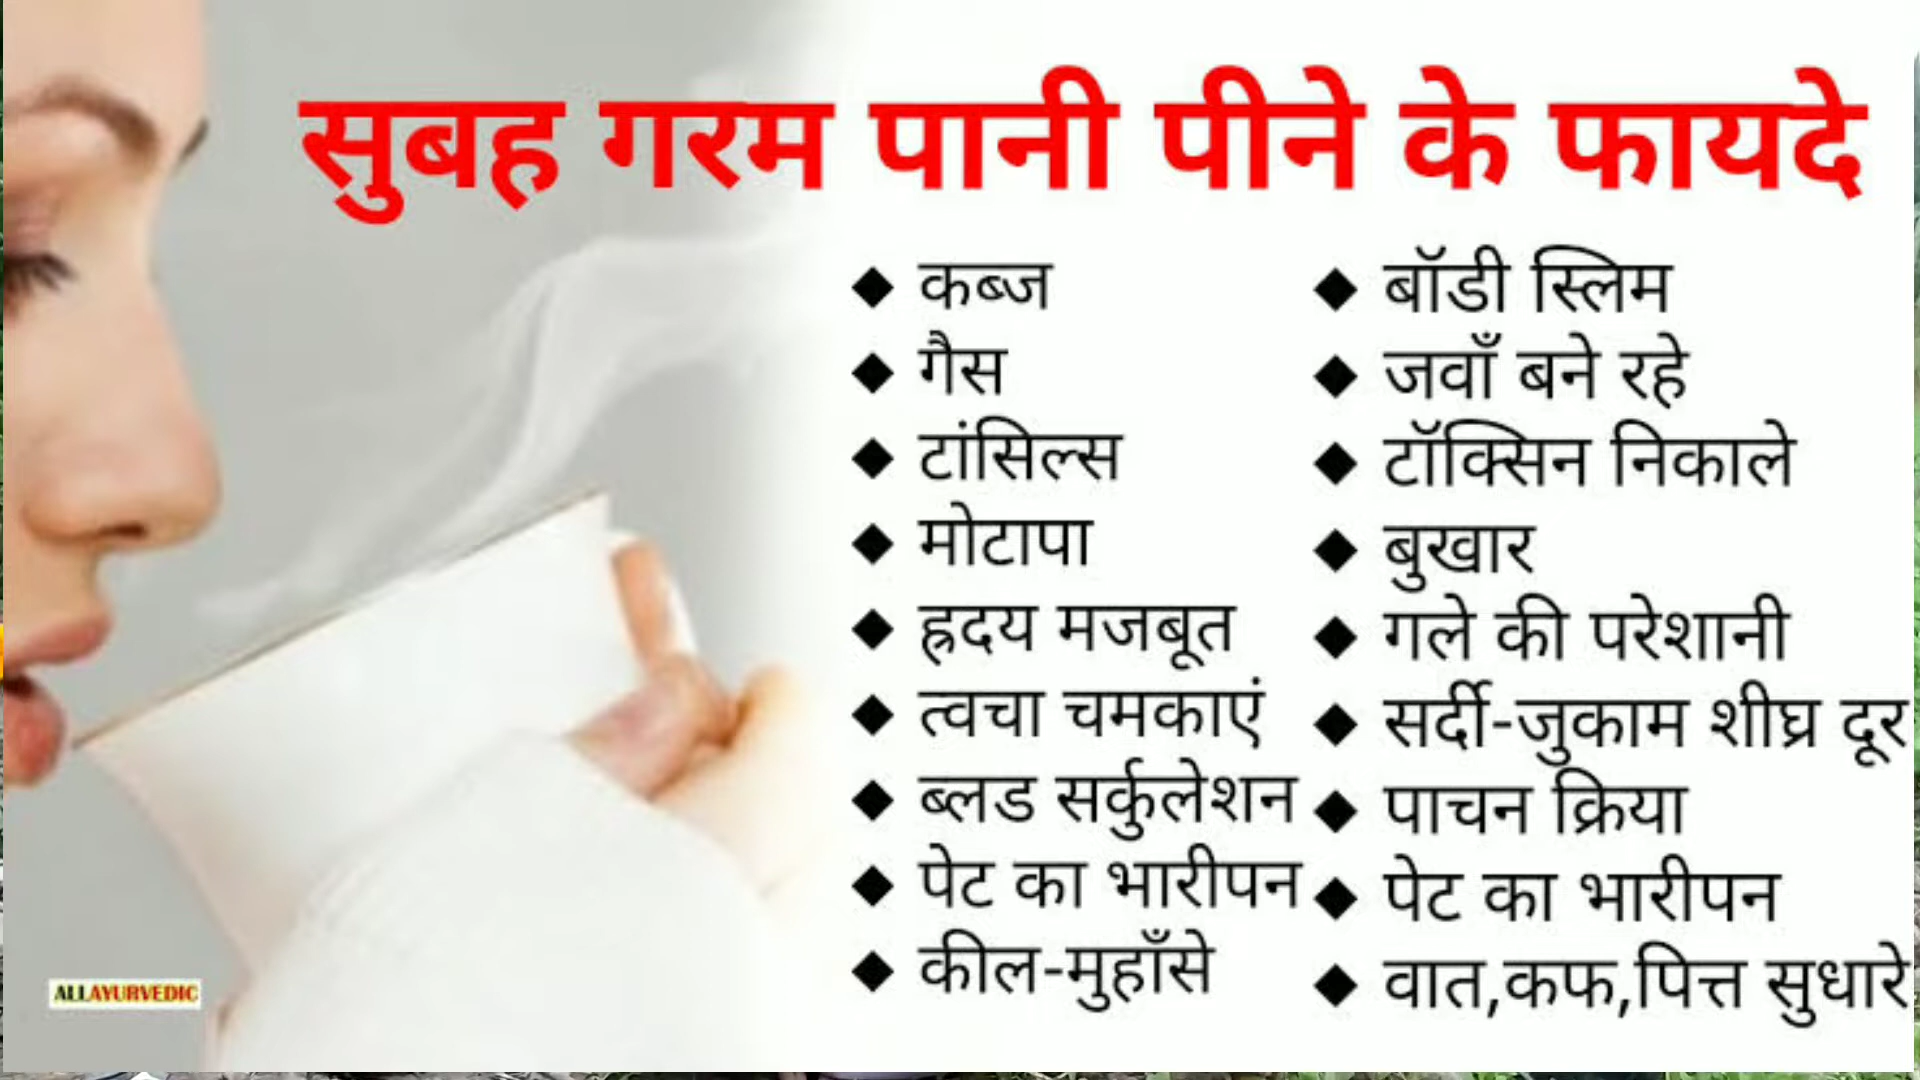 सुबह गरम पानी पीने के फायदे
◆ कब्ज
◆ गैस
◆ टांसिल्स
◆ मोटापा
◆ ह्रदय मजबूत
◆ त्वचा चमकाएं
◆ ब्लड सर्कुलेशन
◆ पेट का भारीपन
◆ कील-मुहाँसे
◆ बॉडी स्लिम
◆ जवाँ बने रहे
◆ टॉक्सिन निकाले
◆ बुखार
◆ गले की परेशानी
◆ सर्दी-जुकाम शीघ्र दूर
◆ पाचन क्रिया
◆ पेट का भारीपन
◆ वात,कफ,पित्त सुधारे
ALLAYURVEDIC